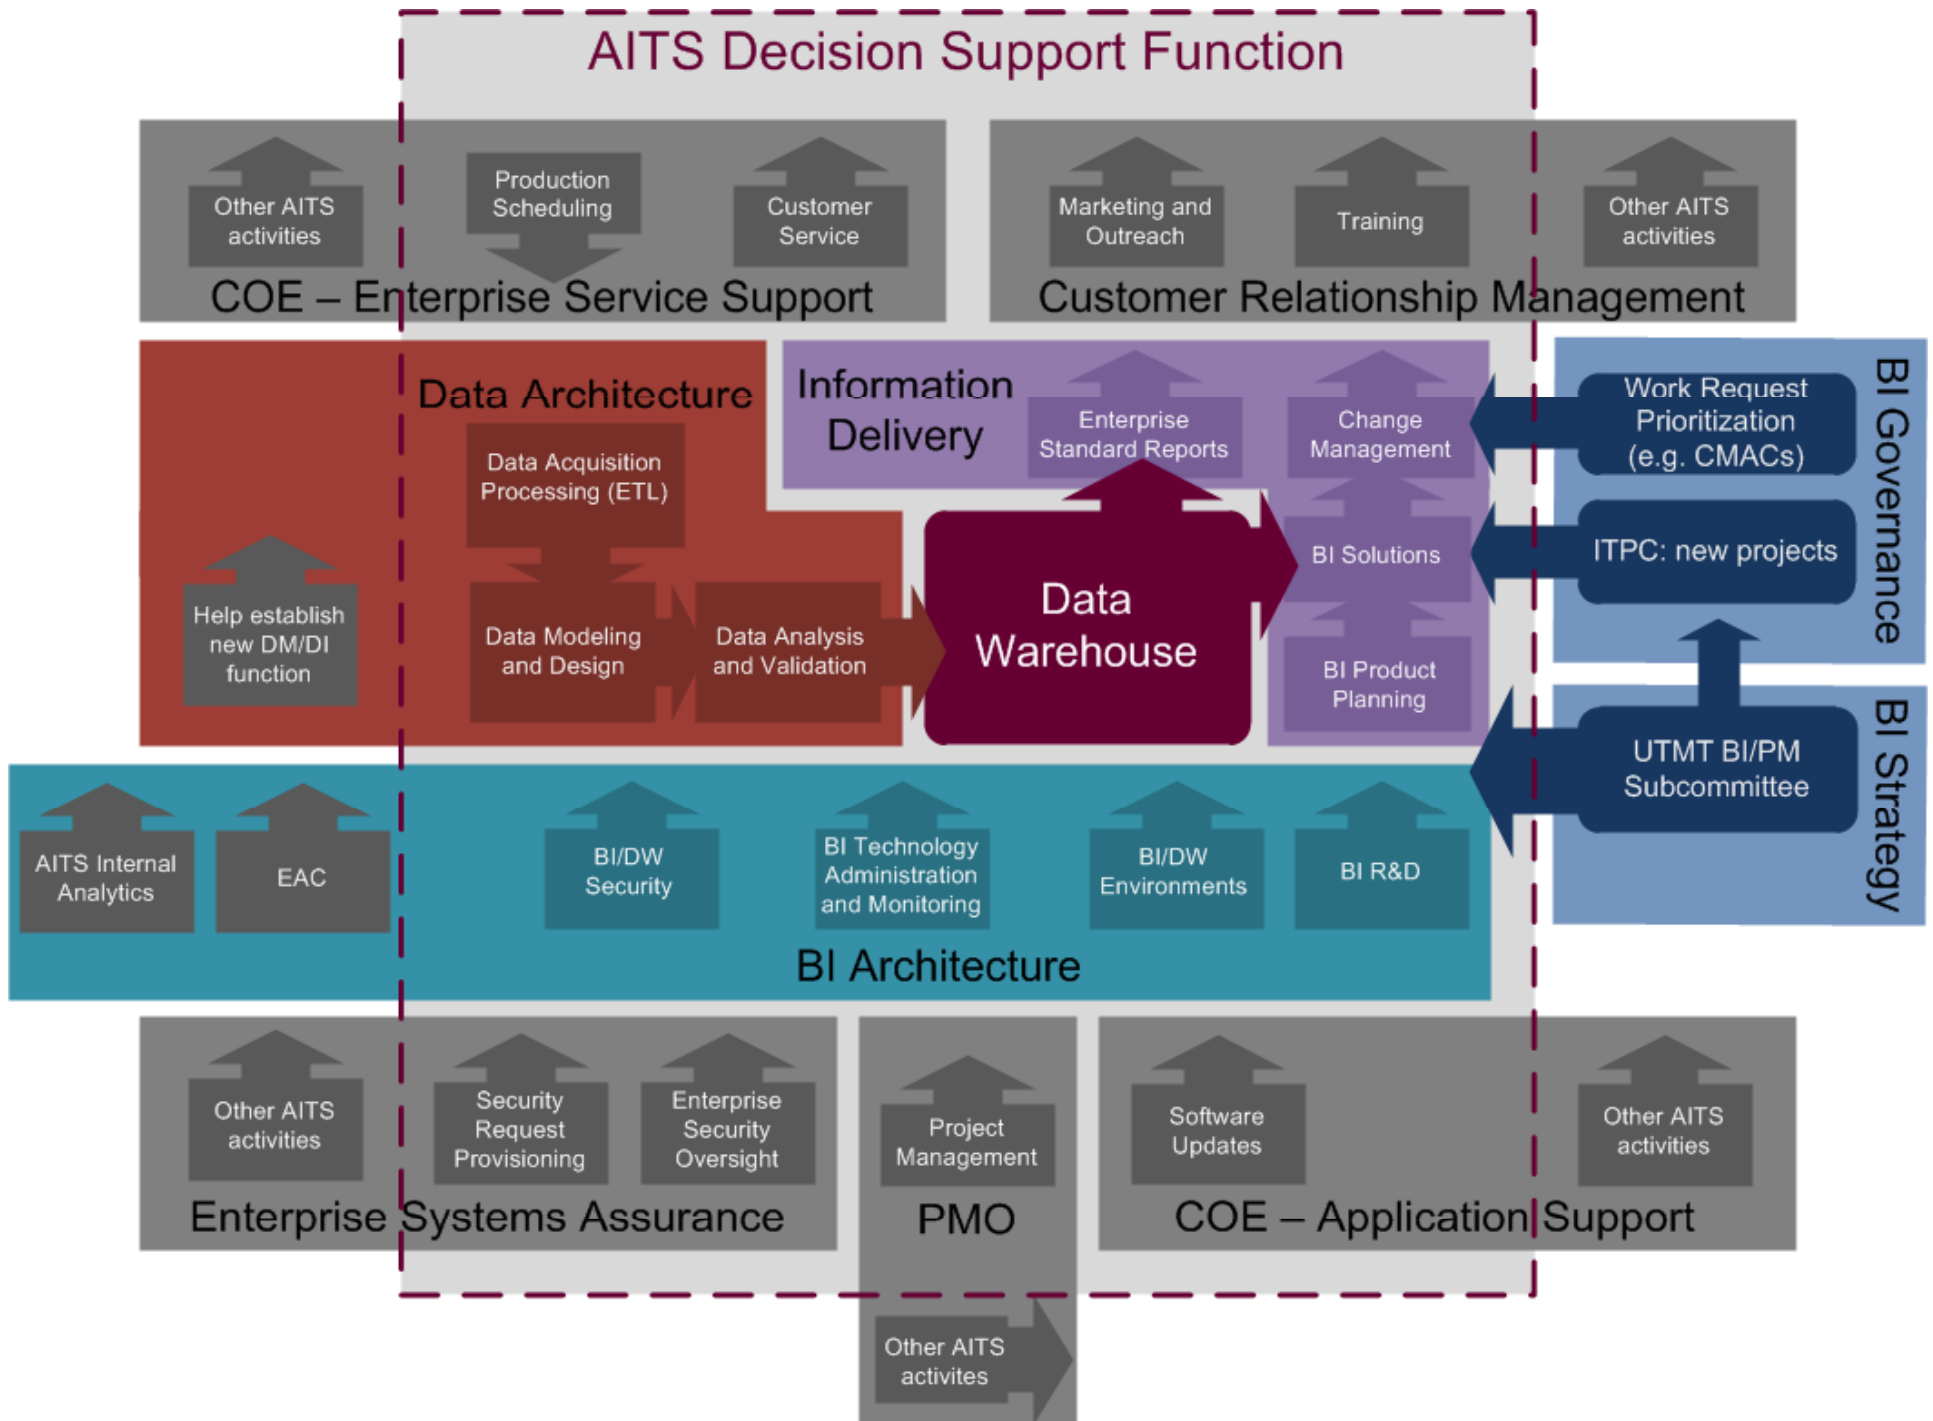 AITS Decision Support Function
Other AITS
activities
Production
Scheduling
Customer
Service
COE – Enterprise Service Support
Marketing and
Outreach
Training
Other AITS
activities
Customer Relationship Management
Data Architecture
Data Acquisition
Processing (ETL)
Help establish
new DM/DI
function
Data Modeling
and Design
Data Analysis
and Validation
Information
Delivery
Enterprise
Standard Reports
Change
Management
BI Solutions
BI Product
Planning
Data
Warehouse
Work Request
Prioritization
(e.g. CMACs)
ITPC: new projects
BI Governance
UTMT BI/PM
Subcommittee
BI Strategy
AITS Internal
Analytics
EAC
BI/DW
Security
BI Technology
Administration
and Monitoring
BI/DW
Environments
BI R&D
BI Architecture
Other AITS
activities
Security
Request
Provisioning
Enterprise
Security
Oversight
Enterprise Systems Assurance
Project
Management
PMO
Other AITS
activites
Software
Updates
Other AITS
activities
COE – Application Support